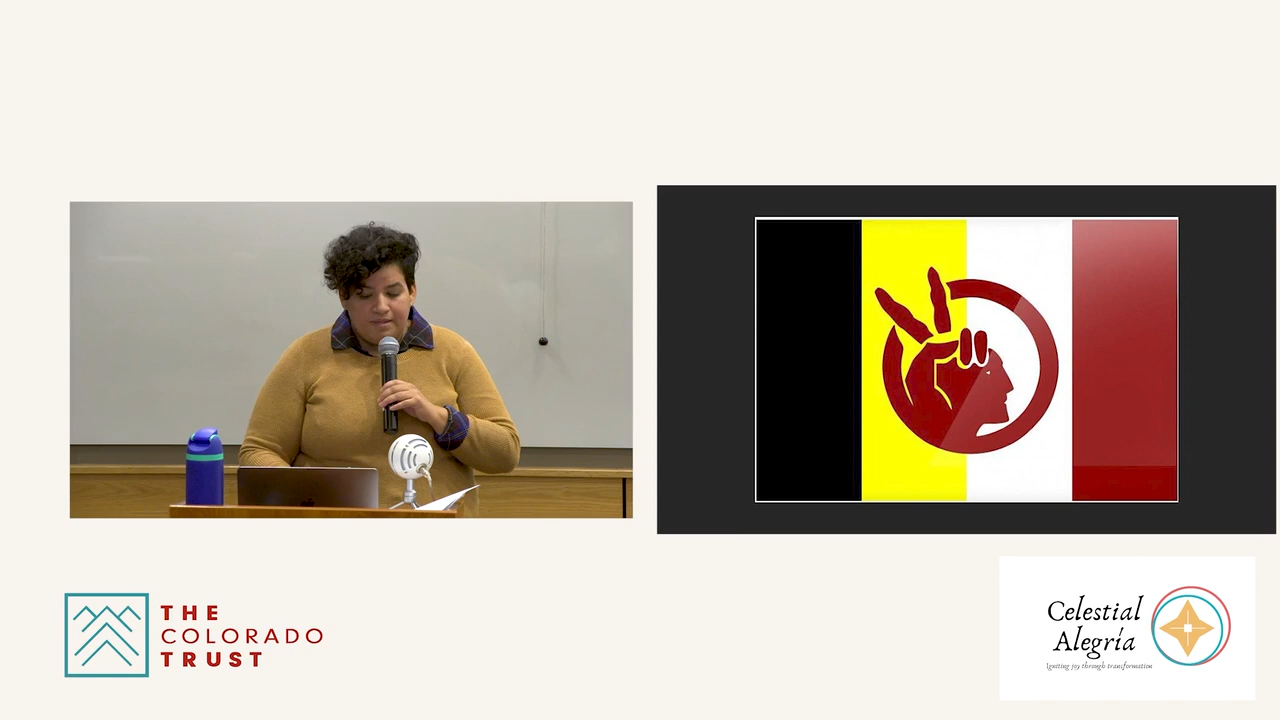 THE
COLORADO
TRUST
Celestial
Alegría
Igniting joy through transformation